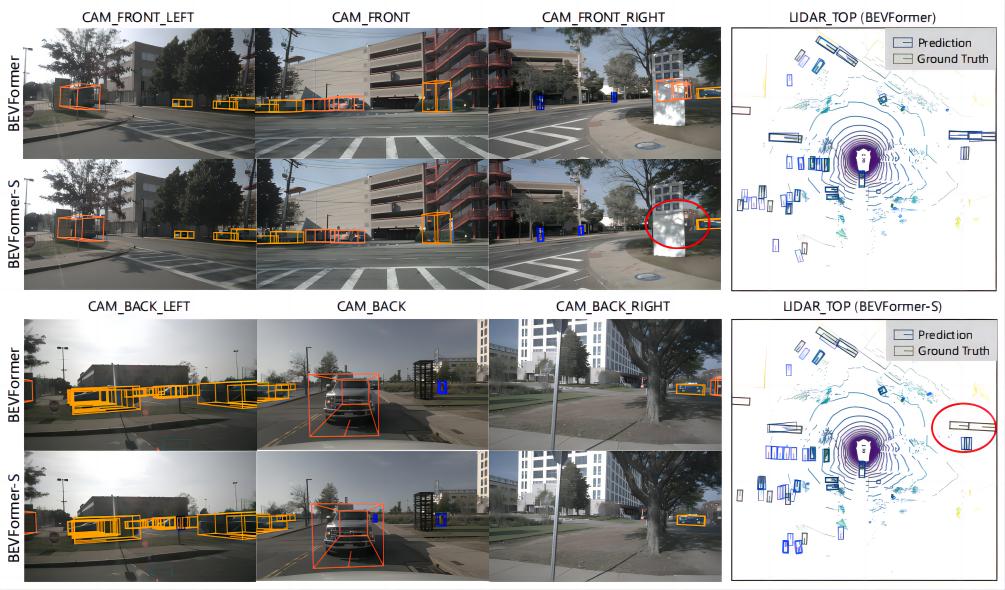 CAM_FRONT_LEFT CAM_FRONT CAM_FRONT_RIGHT LIDAR_TOP (BEVFormer)
BEVFormer
Prediction
Ground Truth
BEVFormer-S
CAM_BACK_LEFT CAM_BACK CAM_BACK_RIGHT LIDAR_TOP (BEVFormer-S)
BEVFormer
Prediction
Ground Truth
BEVFormer-S